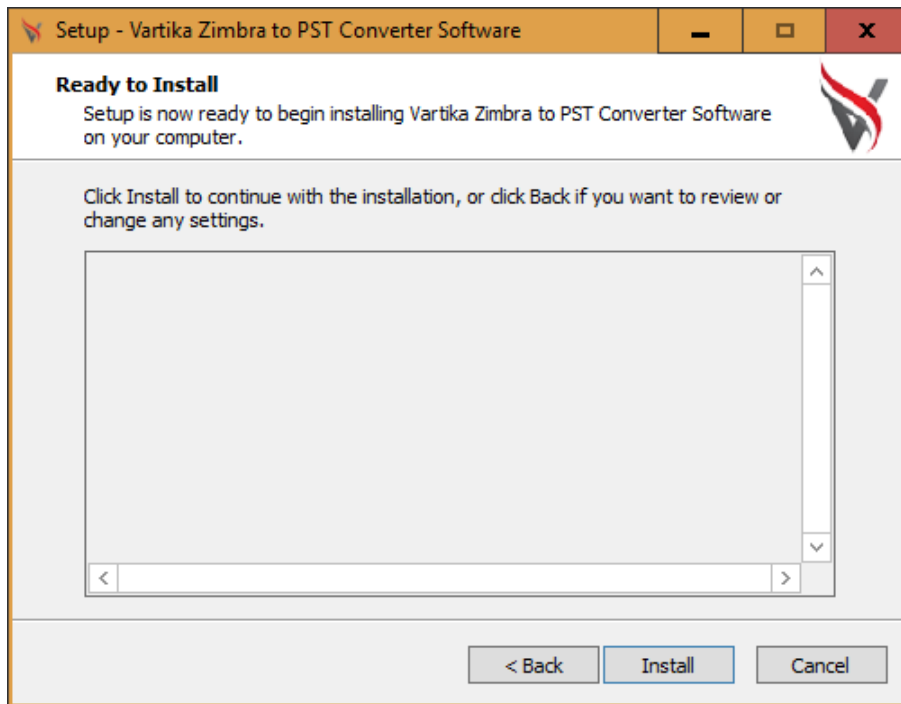 Setup - Vartika Zimbra to PST Converter Software
Ready to Install
Setup is now ready to begin installing Vartika Zimbra to PST Converter Software
on your computer.
Click Install to continue with the installation, or click Back if you want to review or
change any settings.
< Back
Install
Cancel